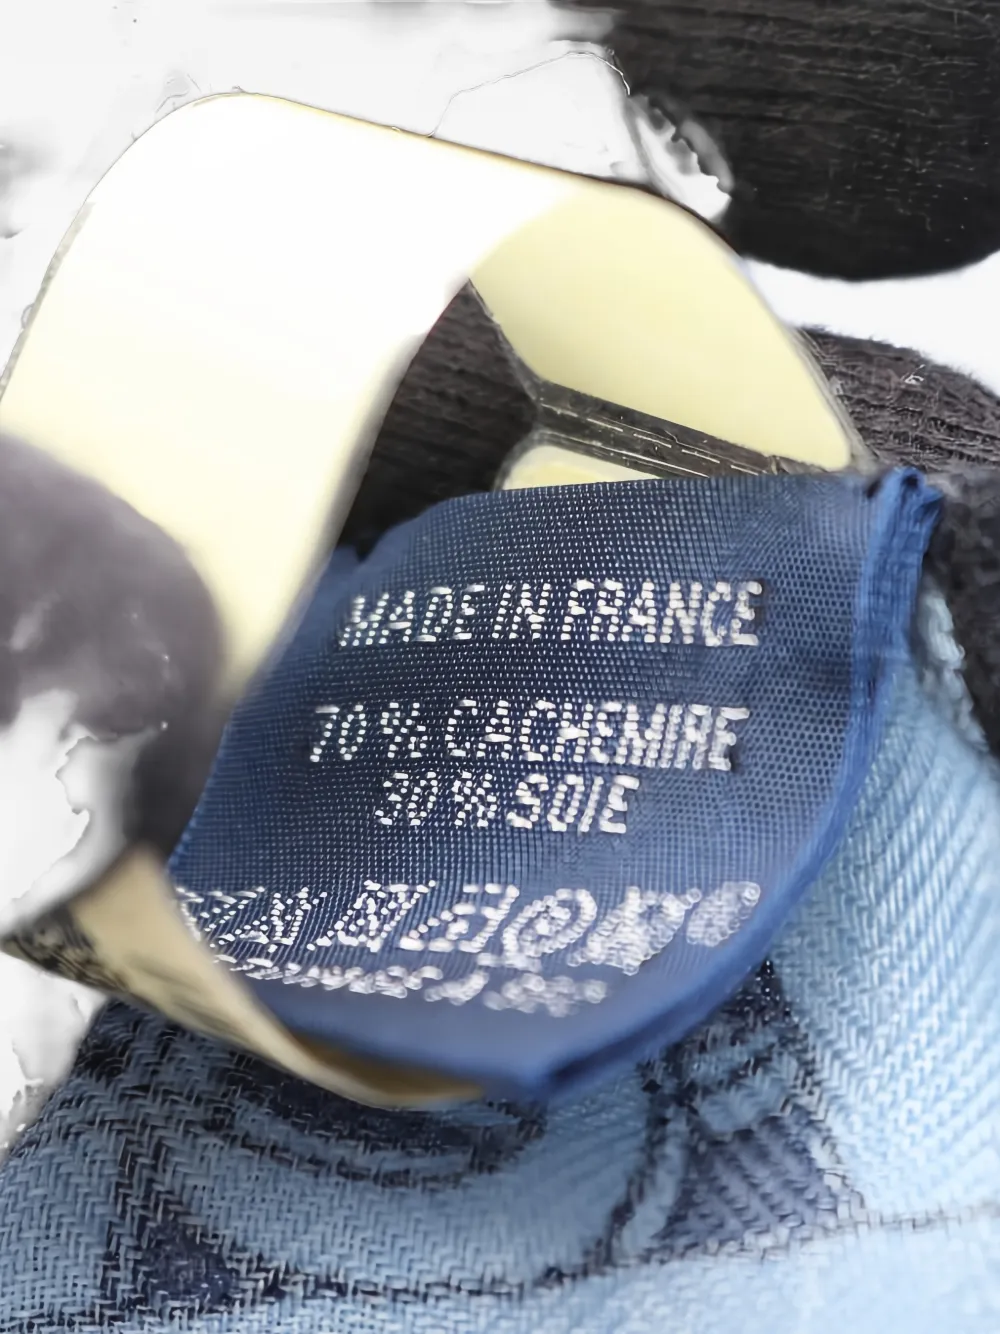 MADE IN FRANCE
70 % CACHEMIRE
30 % SOIE